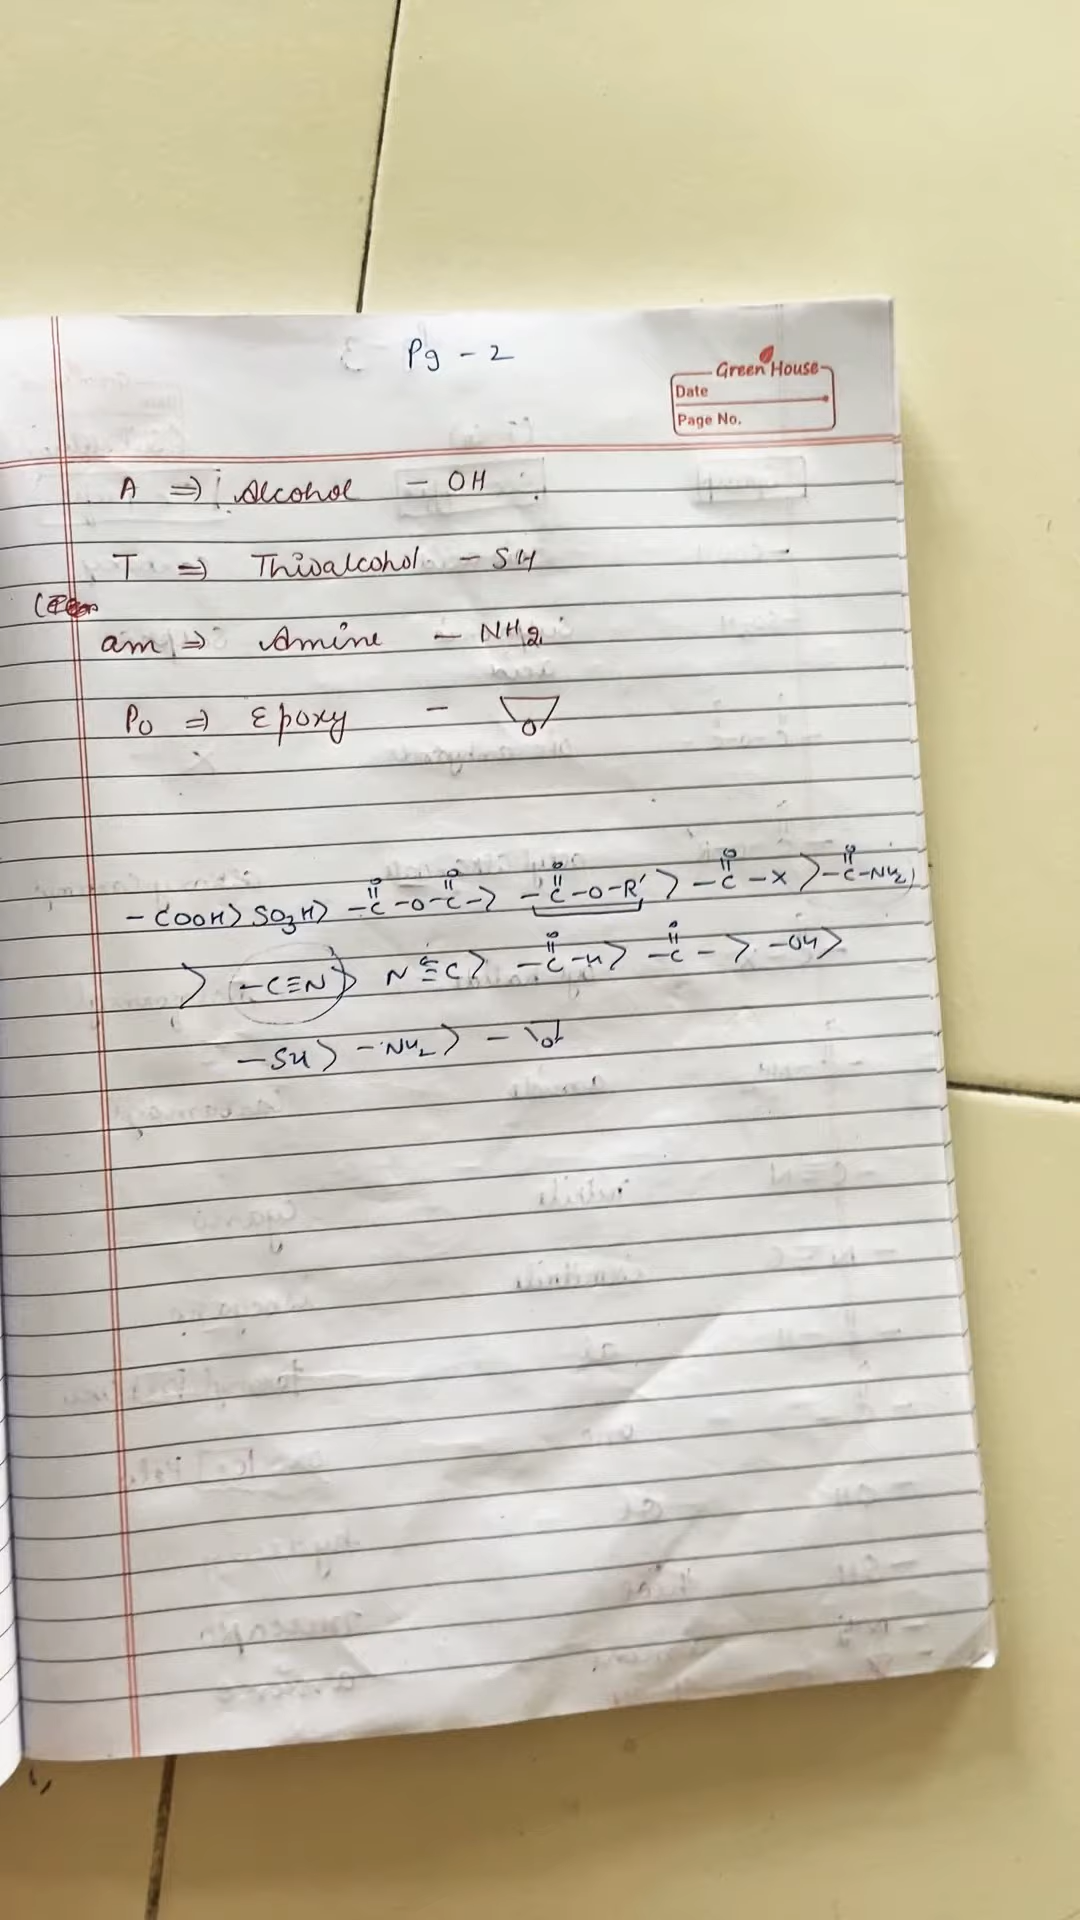 Pg - 2
Green House
Date
Page No.
A ⇒ Alcohol - OH
T ⇒ Thioalcohol - SH
am ⇒ Amine - NH2
Po ⇒ Epoxy - O
- COOH > SO3H > -C(=O)-O-C(=O)- > -C(=O)-O-R' > -C(=O)-X > -C(=O)-NH2
> -C≡N > N≡C > -C(=O)-H > -C(=O)- > -OH >
-SH > -NH2 > - O